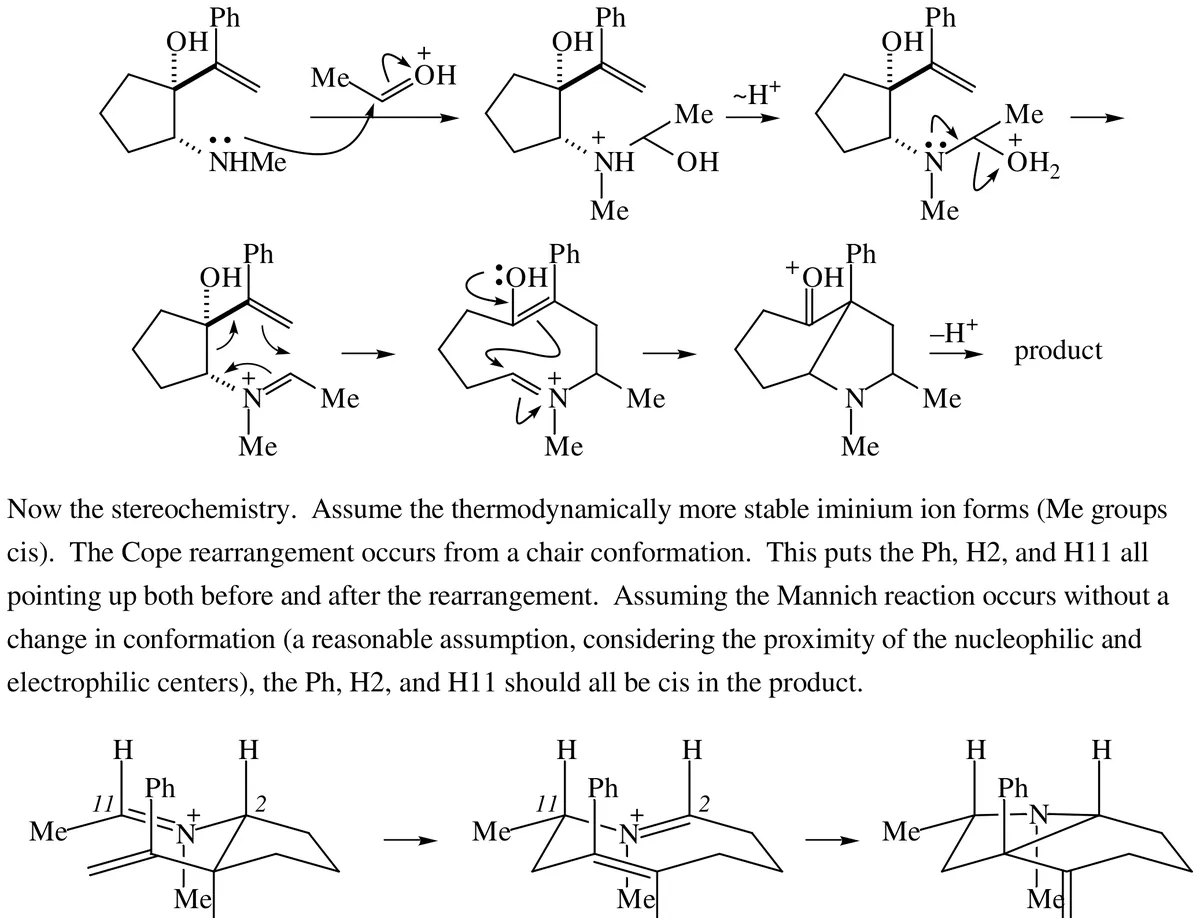 Ph Ph Ph
OH OH OH
Me + OH ~H+ Me Me
NHMe + NH OH N + OH2
Me Me
Ph Ph Ph
OH OH + OH
–H+ product
+ N Me + N Me N Me
Me Me Me
Now the stereochemistry. Assume the thermodynamically more stable iminium ion forms (Me groups
cis). The Cope rearrangement occurs from a chair conformation. This puts the Ph, H2, and H11 all
pointing up both before and after the rearrangement. Assuming the Mannich reaction occurs without a
change in conformation (a reasonable assumption, considering the proximity of the nucleophilic and
electrophilic centers), the Ph, H2, and H11 should all be cis in the product.
H H H H H H
Ph Ph Ph
11 + 2 11 + 2
Me N Me N Me N
Me Me Me